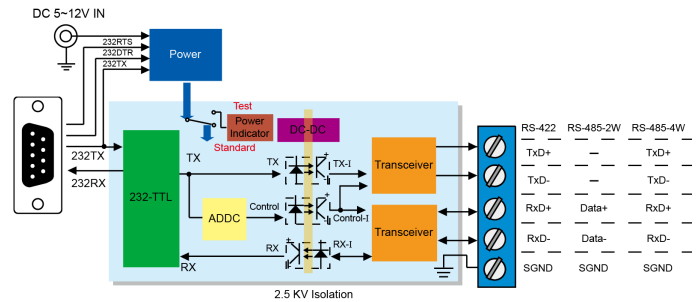 DC 5~12V IN
232RTS
232DTR
232TX
Power
Test
Power
Indicator
DC-DC
Standard
232TX
232RX
232-TTL
TX
ADDC
TX
TX-I
Control
Control-I
RX
RX
RX-I
Transceiver
Transceiver
2.5 KV Isolation
RS-422 RS-485-2W RS-485-4W
TxD+ – TxD+
TxD- – TxD-
RxD+ Data+ RxD+
RxD- Data- RxD-
SGND SGND SGND